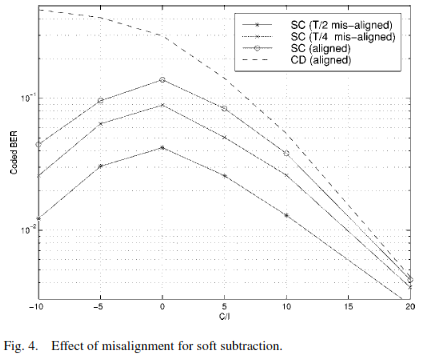 SC (T/2 mis-aligned)
SC (T/4 mis-aligned)
SC (aligned)
CD (aligned)
10⁻¹
10⁻²
Coded BER
-10
-5
0
5
10
15
20
C/I
Fig. 4. Effect of misalignment for soft subtraction.